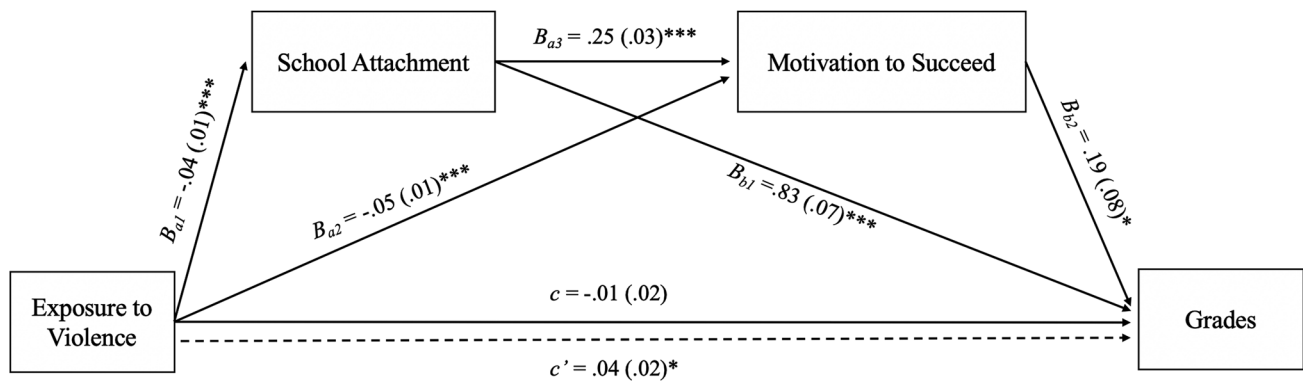 School Attachment
B_a3 = .25 (.03)***
Motivation to Succeed
B_a1 = -.04 (.01)***
B_a2 = -.05 (.01)***
B_b1 =.83 (.07)***
B_b2 = .19 (.08)*
Exposure to
Violence
c = -.01 (.02)
c' = .04 (.02)*
Grades